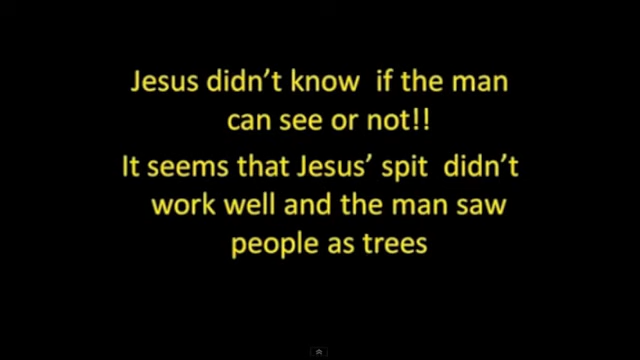 Jesus didn’t know if the man
can see or not!!
It seems that Jesus’ spit didn’t
work well and the man saw
people as trees